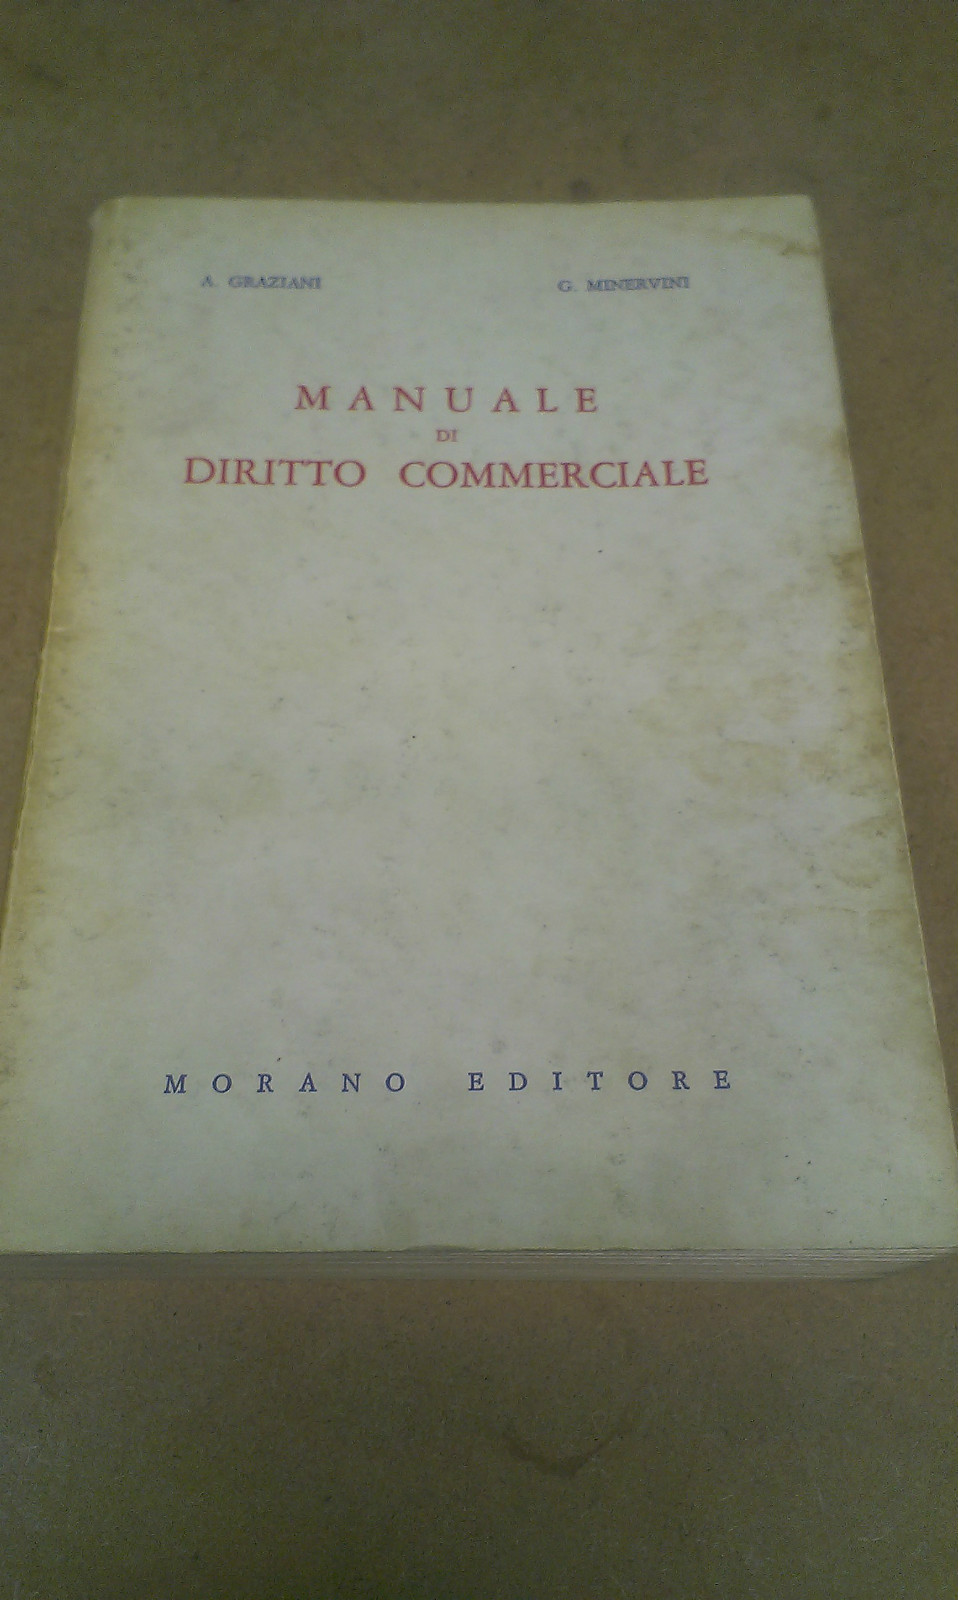 A. GRAZIANI G. MINERVINI
MANUALE
DI
DIRITTO COMMERCIALE
MORANO EDITORE